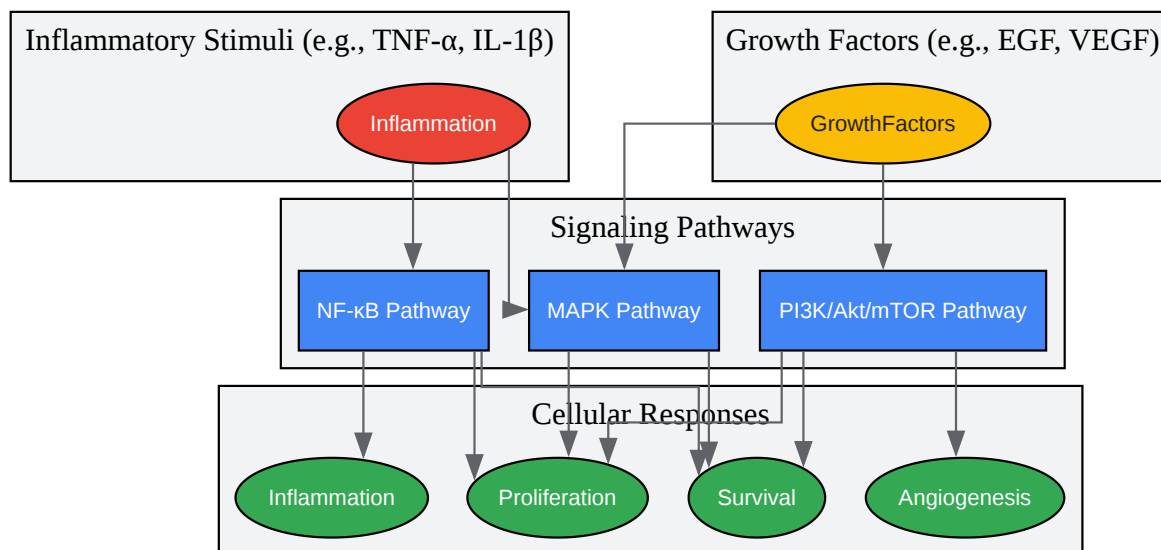 Inflammatory Stimuli (e.g., TNF-α, IL-1β)
Growth Factors (e.g., EGF, VEGF)
Inflammation
GrowthFactors
Signaling Pathways
NF-κB Pathway
MAPK Pathway
PI3K/Akt/mTOR Pathway
Cellular Responses
Inflammation
Proliferation
Survival
Angiogenesis